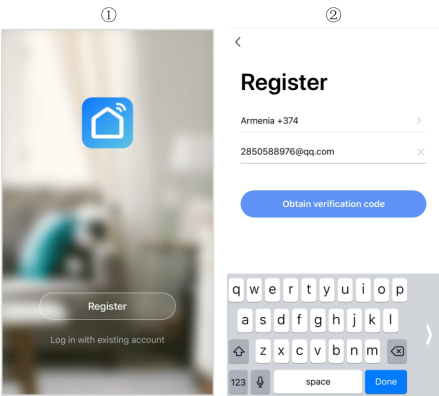 ① ②
Register
Armenia +374
2850588976@qq.com
Obtain verification code
Register
Log in with existing account
q w e r t y u i o p
a s d f g h j k l
z x c v b n m
123 space Done